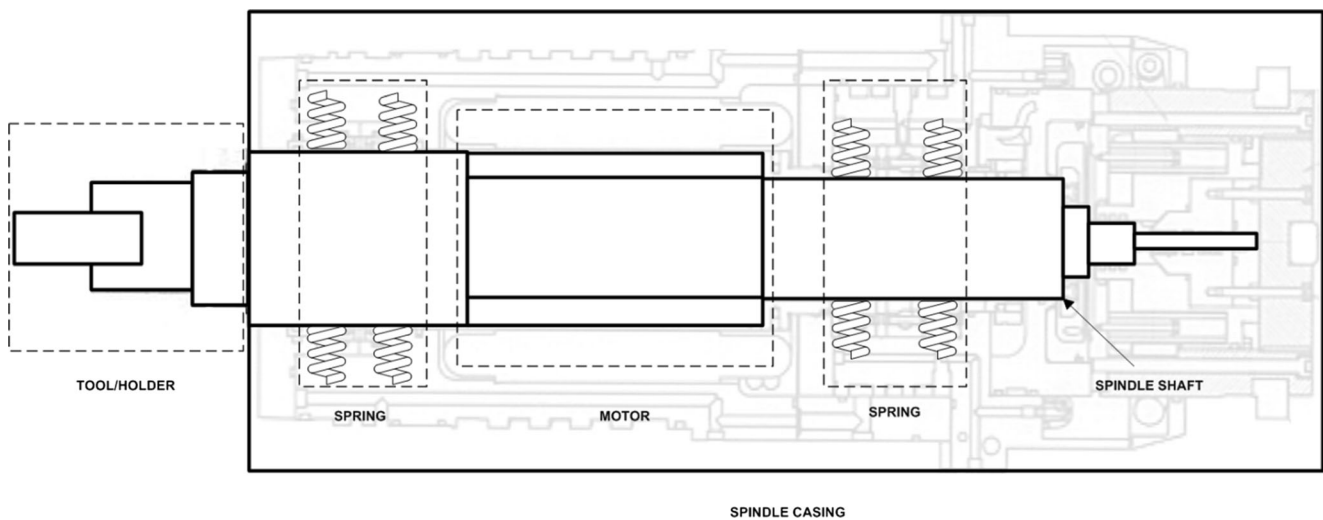 TOOL/HOLDER
SPRING
MOTOR
SPRING
SPINDLE SHAFT
SPINDLE CASING